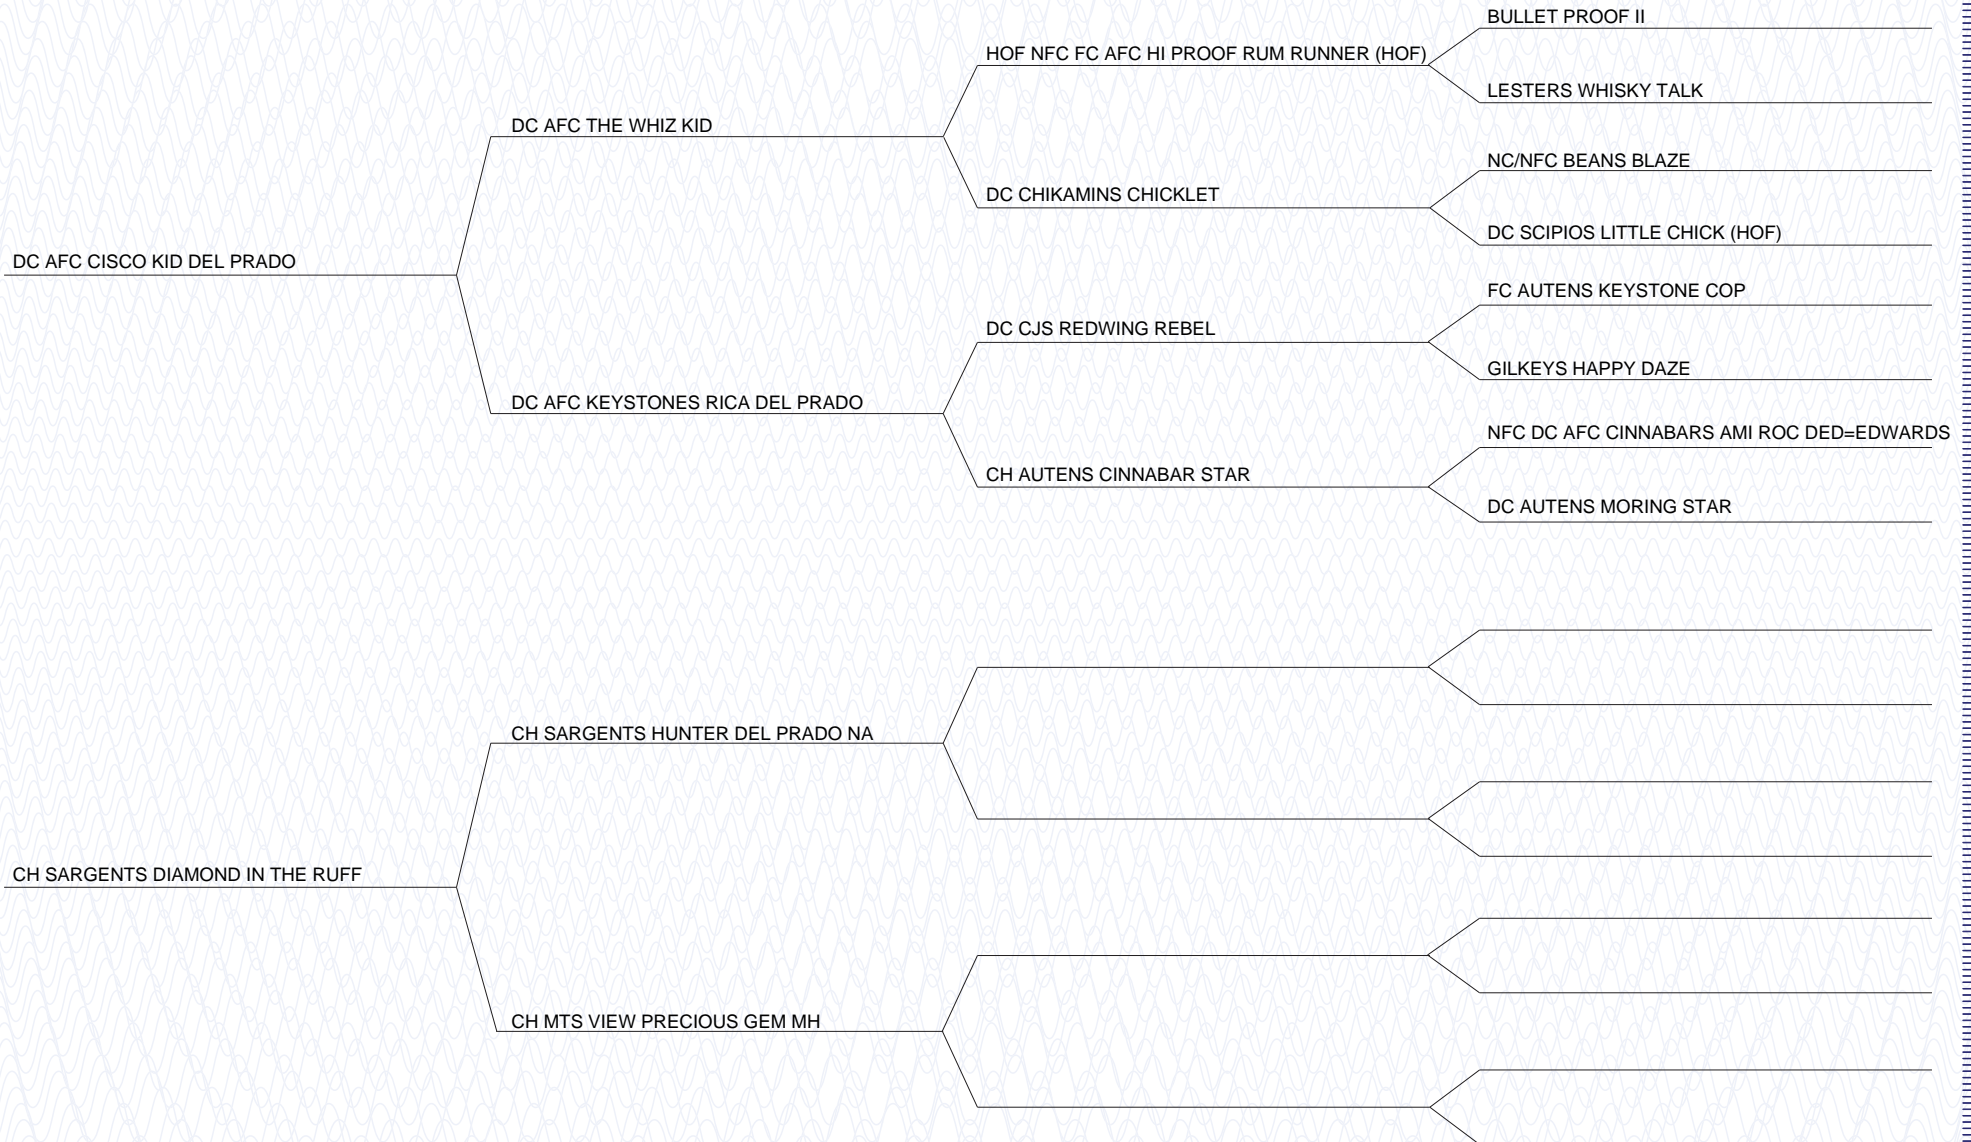 BULLET PROOF II
HOF NFC FC AFC HI PROOF RUM RUNNER (HOF)
LESTERS WHISKY TALK
DC AFC THE WHIZ KID
NC/NFC BEANS BLAZE
DC CHIKAMINS CHICKLET
DC SCIPIOS LITTLE CHICK (HOF)
DC AFC CISCO KID DEL PRADO
FC AUTENS KEYSTONE COP
DC CJS REDWING REBEL
GILKEYS HAPPY DAZE
DC AFC KEYSTONES RICA DEL PRADO
NFC DC AFC CINNABARS AMI ROC DED=EDWARDS
CH AUTENS CINNABAR STAR
DC AUTENS MORING STAR
CH SARGENTS HUNTER DEL PRADO NA
CH SARGENTS DIAMOND IN THE RUFF
CH MTS VIEW PRECIOUS GEM MH